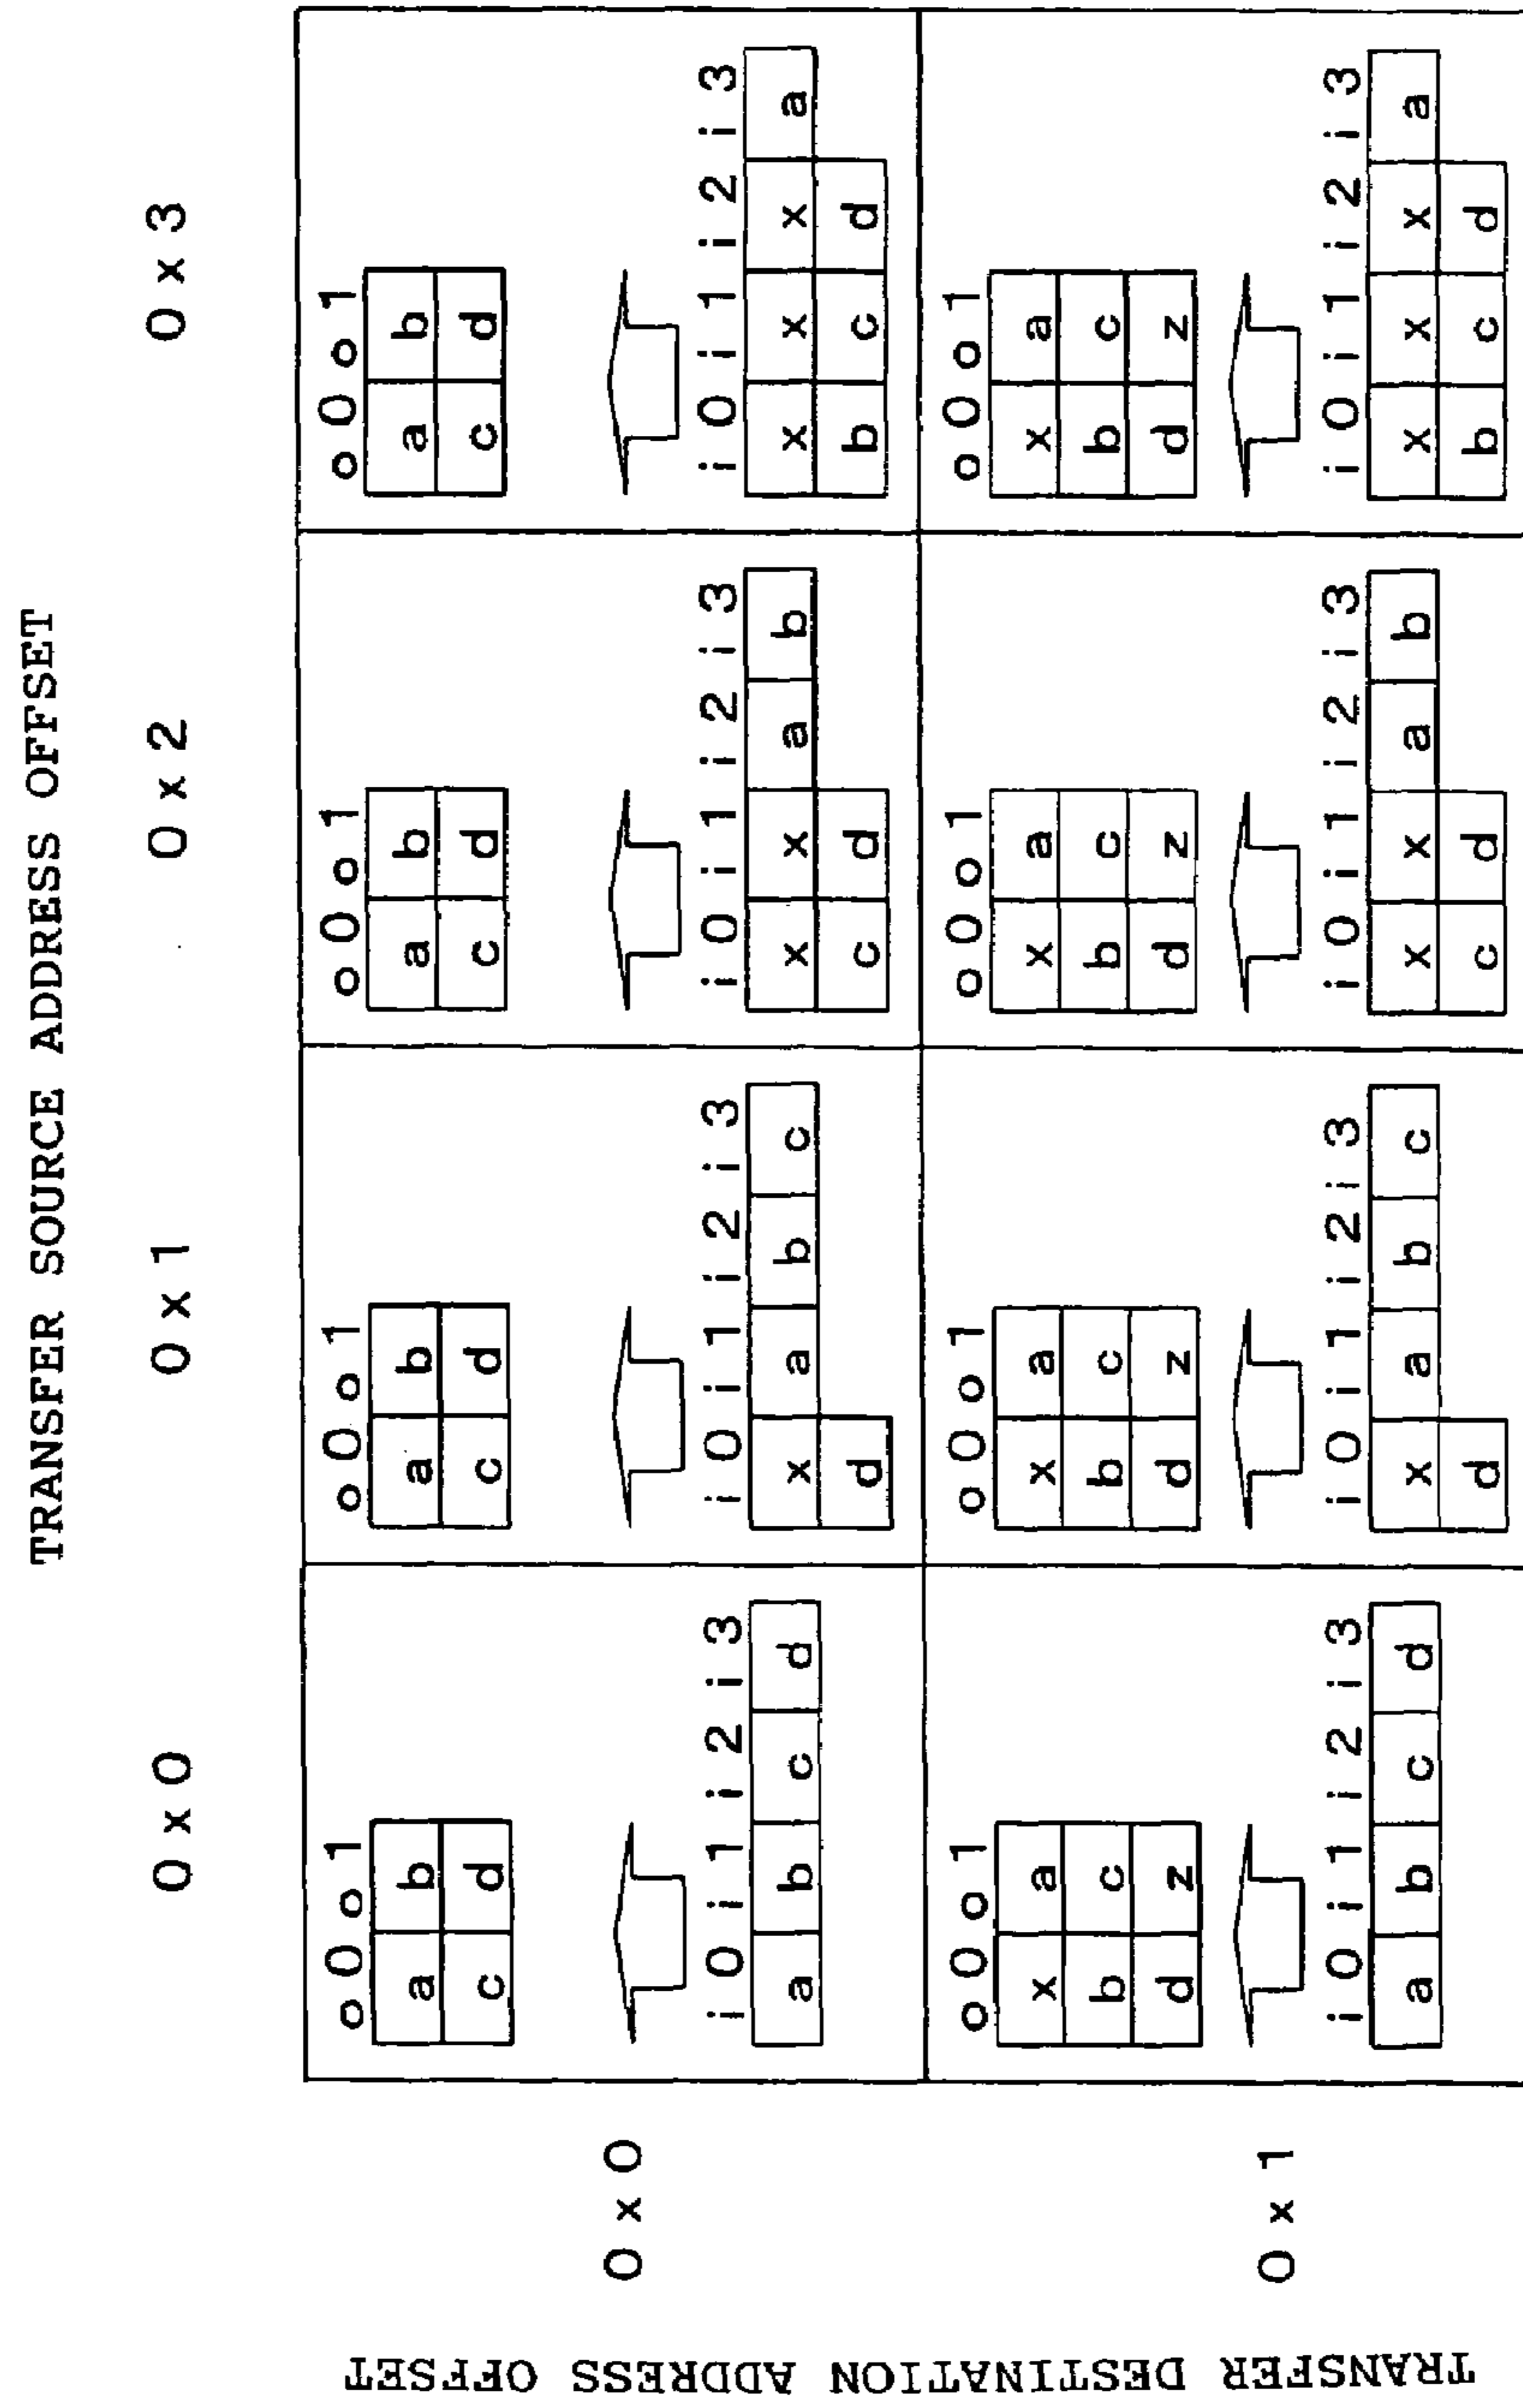 TRANSFER SOURCE ADDRESS OFFSET
0x0 0x1 0x2 0x3
TRANSFER DESTINATION ADDRESS OFFSET
0x0
o0 o1
a b
c d
i0 i1 i2 i3
a b c d
o0 o1
a b
c d
i0 i1 i2 i3
x a b c
d
o0 o1
a b
c d
i0 i1 i2 i3
x x a b
c d
o0 o1
a b
c d
i0 i1 i2 i3
x x x a
b c d
0x1
o0 o1
x a
b c
d z
i0 i1 i2 i3
a b c d
o0 o1
x a
b c
d z
i0 i1 i2 i3
x a b c
d
o0 o1
x a
b c
d z
i0 i1 i2 i3
x x a b
c d
o0 o1
x a
b c
d z
i0 i1 i2 i3
x x x a
b c d